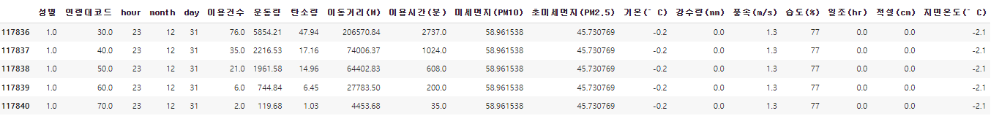 성별 연령대코드 hour month day 이용건수 운동량 탄소량 이동거리(M) 이용시간(분) 미세먼지(PM10) 초미세먼지(PM2.5) 기온(°C) 강수량(mm) 풍속(m/s) 습도(%) 일조(hr) 적설(cm) 지면온도(°C)
117836 1.0 30.0 23 12 31 76.0 5854.21 47.94 206570.84 2737.0 58.961538 45.730769 -0.2 0.0 1.3 77 0.0 0.0 -2.1
117837 1.0 40.0 23 12 31 35.0 2216.53 17.16 74006.37 1024.0 58.961538 45.730769 -0.2 0.0 1.3 77 0.0 0.0 -2.1
117838 1.0 50.0 23 12 31 21.0 1961.58 14.96 64402.83 608.0 58.961538 45.730769 -0.2 0.0 1.3 77 0.0 0.0 -2.1
117839 1.0 60.0 23 12 31 6.0 744.84 6.45 27783.50 200.0 58.961538 45.730769 -0.2 0.0 1.3 77 0.0 0.0 -2.1
117840 1.0 70.0 23 12 31 2.0 119.68 1.03 4453.68 35.0 58.961538 45.730769 -0.2 0.0 1.3 77 0.0 0.0 -2.1